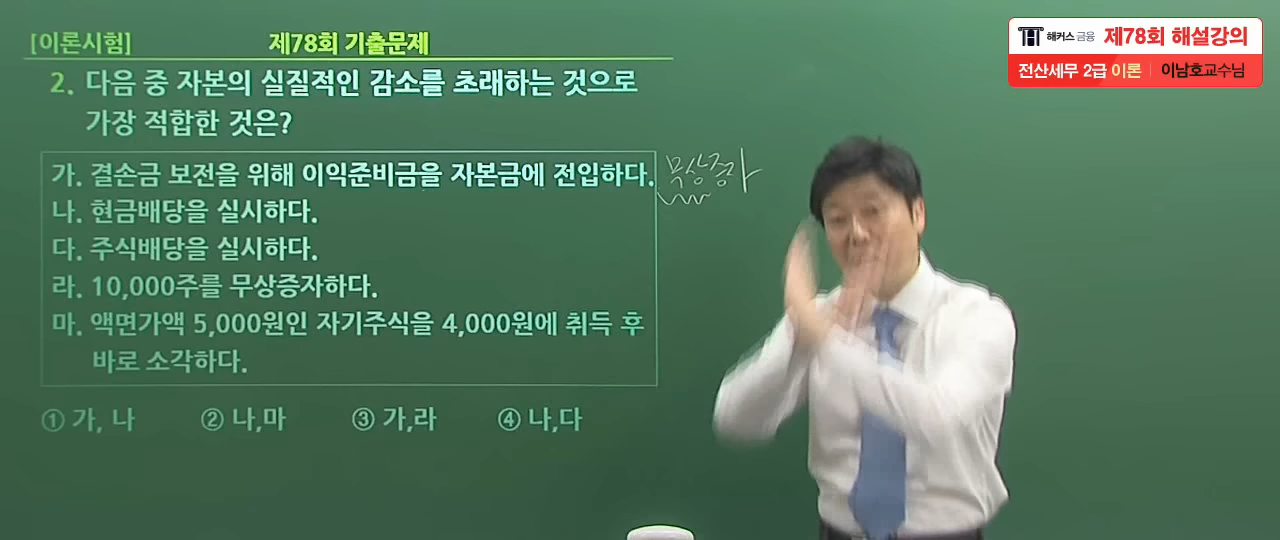 [이론시험] 제78회 기출문제
2. 다음 중 자본의 실질적인 감소를 초래하는 것으로
가장 적합한 것은?
가. 결손금 보전을 위해 이익준비금을 자본금에 전입하다. 무상증자
나. 현금배당을 실시하다.
다. 주식배당을 실시하다.
라. 10,000주를 무상증자하다.
마. 액면가액 5,000원인 자기주식을 4,000원에 취득 후
바로 소각하다.
① 가, 나 ② 나,마 ③ 가,라 ④ 나,다
해커스 금융 제78회 해설강의
전산세무 2급 이론 이남호교수님